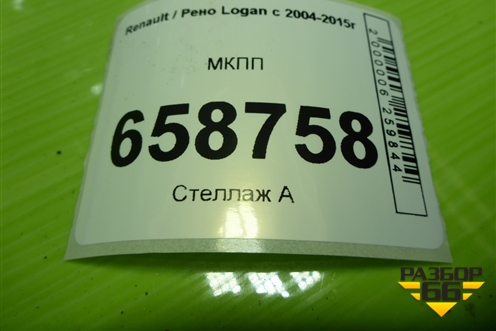 Renault / Рено Logan с 2004-2015г
МКПП
658758
Стеллаж А
2000006259844
РАЗБОР
66